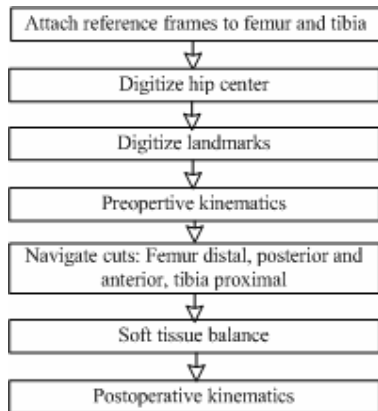 Attach reference frames to femur and tibia
Digitize hip center
Digitize landmarks
Preopertive kinematics
Navigate cuts: Femur distal, posterior and
anterior, tibia proximal
Soft tissue balance
Postoperative kinematics